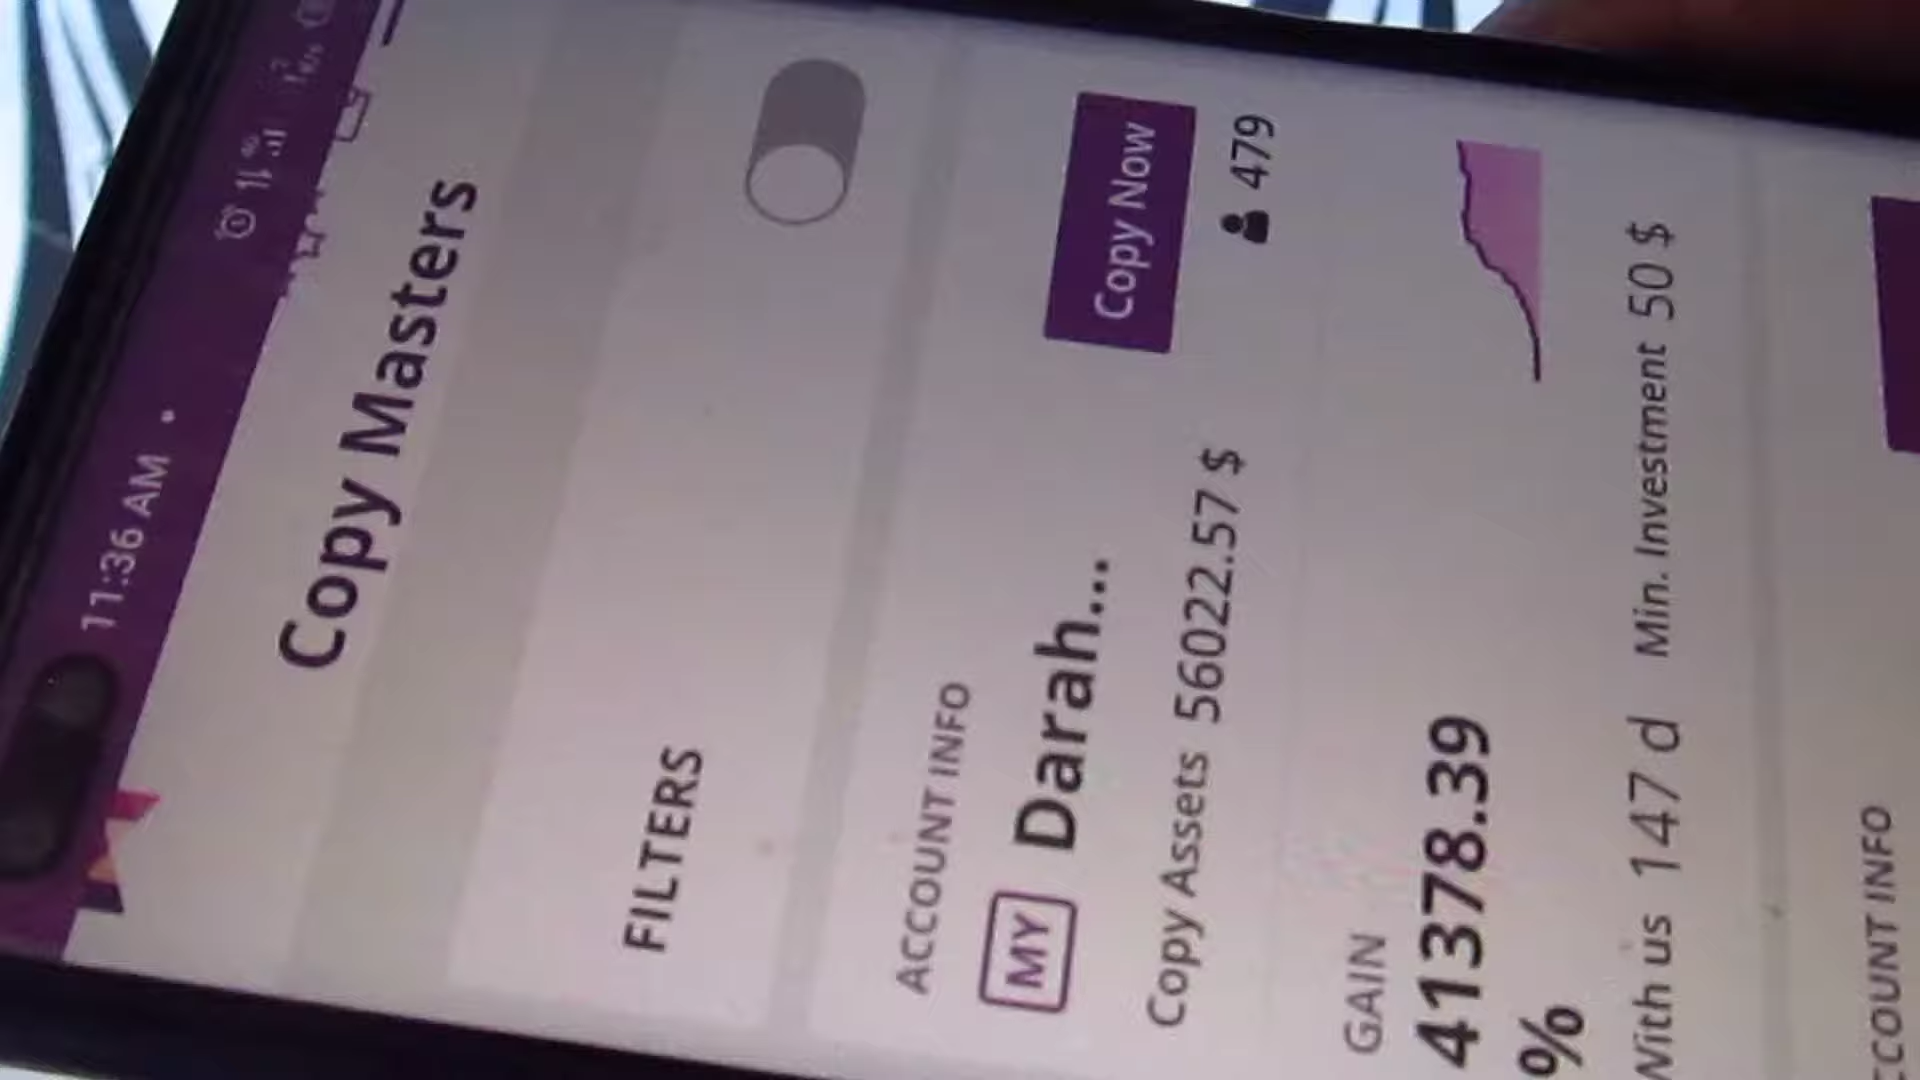 11:36 AM
Copy Masters
FILTERS
ACCOUNT INFO
MY Darah...
Copy Now
Copy Assets 56022.57 $
479
GAIN
41378.39
%
With us 147 d Min. Investment 50 $
ACCOUNT INFO